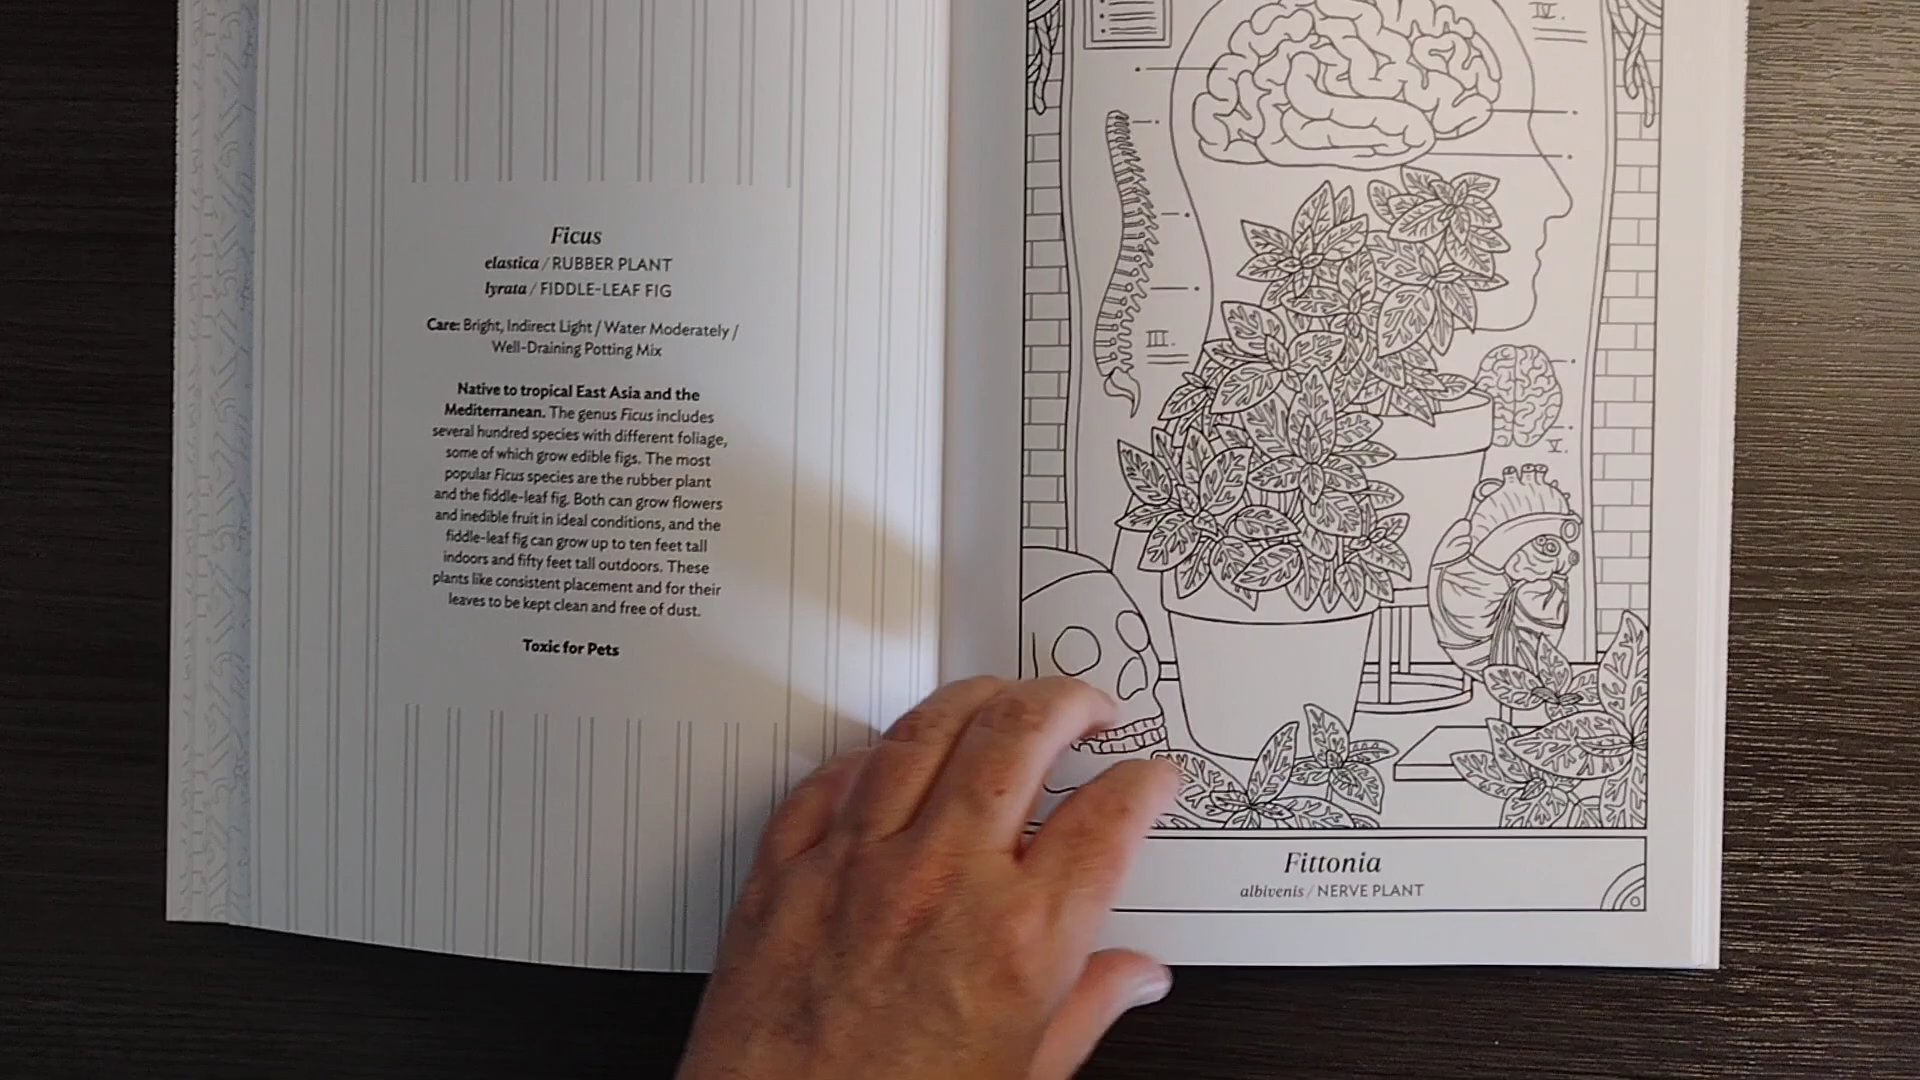 Ficus
elastica / RUBBER PLANT
lyrata / FIDDLE-LEAF FIG
Care: Bright, Indirect Light / Water Moderately /
Well-Draining Potting Mix
Native to tropical East Asia and the
Mediterranean. The genus Ficus includes
several hundred species with different foliage,
some of which grow edible figs. The most
popular Ficus species are the rubber plant
and the fiddle-leaf fig. Both can grow flowers
and inedible fruit in ideal conditions, and the
fiddle-leaf fig can grow up to ten feet tall
indoors and fifty feet tall outdoors. These
plants like consistent placement and for their
leaves to be kept clean and free of dust.
Toxic for Pets
IV.
III.
V.
Fittonia
albivenis / NERVE PLANT